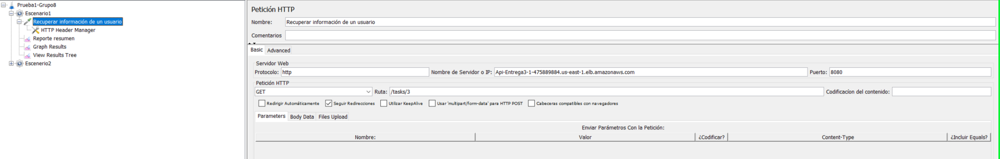 Prueba1-Grupo8
Escenario1
Recuperar información de un usuario
HTTP Header Manager
Reporte resumen
Graph Results
View Results Tree
Escenerio2
Petición HTTP
Nombre: Recuperar información de un usuario
Comentarios
Basic Advanced
Servidor Web
Protocolo: http Nombre de Servidor o IP: Api-Entrega3-1-475889884.us-east-1.elb.amazonaws.com Puerto: 8080
Petición HTTP
GET Ruta: /tasks/3 Codificacíon del contenido:
Redirigir Automáticamente Seguir Redirecciones Utilizar KeepAlive Usar 'multipart/form-data' para HTTP POST Cabeceras compatibles con navegadores
Parameters Body Data Files Upload
Enviar Parámetros Con la Petición:
Nombre: Valor ¿Codificar? Content-Type ¿Incluir Equals?